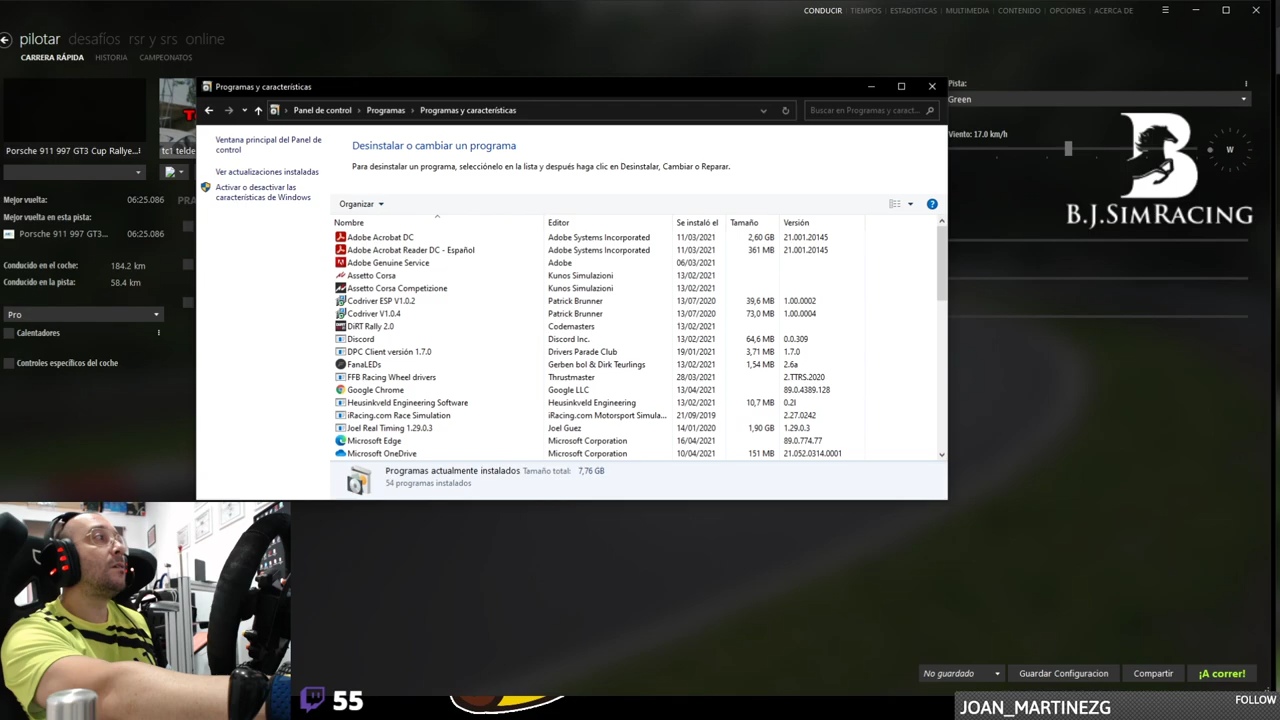 CONDUCIR TIEMPOS ESTADISTICAS MULTIMEDIA CONTENIDO OPCIONES ACERCA DE
pilotar desafíos rsr y srs online
CARRERA RÁPIDA HISTORIA CAMPEONATOS
Programas y características
Pista:
Panel de control Programas Programas y características
Buscar en Programas y caract...
Green
Ventana principal del Panel de control
Desinstalar o cambiar un programa
Para desinstalar un programa, selecciónelo en la lista y después haga clic en Desinstalar, Cambiar o Reparar.
Ver actualizaciones instaladas
Activar o desactivar las características de Windows
Viento: 17.0 km/h
W
B.J.SIMRACING
Porsche 911 997 GT3 Cup Rallye...
tc1 telde
Mejor vuelta: 06:25.086
PRA
Mejor vuelta en esta pista:
Porsche 911 997 GT3... 06:25.086
Conducido en el coche: 184.2 km
Conducido en la pista: 58.4 km
Pro
Calentadores
Controles específicos del coche
Organizar
Nombre Editor Se instaló el Tamaño Versión
Adobe Acrobat DC Adobe Systems Incorporated 11/03/2021 2,60 GB 21.001.20145
Adobe Acrobat Reader DC - Español Adobe Systems Incorporated 11/03/2021 361 MB 21.001.20145
Adobe Genuine Service Adobe 06/03/2021
Assetto Corsa Kunos Simulazioni 13/02/2021
Assetto Corsa Competizione Kunos Simulazioni 13/02/2021
Codriver ESP V1.0.2 Patrick Brunner 13/07/2020 39,6 MB 1.00.0002
Codriver V1.0.4 Patrick Brunner 13/07/2020 73,0 MB 1.00.0004
DiRT Rally 2.0 Codemasters 13/02/2021
Discord Discord Inc. 13/02/2021 64,6 MB 0.0.309
DPC Client versión 1.7.0 Drivers Parade Club 19/01/2021 3,71 MB 1.7.0
FanaLEDs Gerben bol & Dirk Teurlings 13/02/2021 1,54 MB 2.6a
FFB Racing Wheel drivers Thrustmaster 28/03/2021 2.TTRS.2020
Google Chrome Google LLC 13/04/2021 89.0.4389.128
Heusinkveld Engineering Software Heusinkveld Engineering 13/02/2021 10,7 MB 0.2I
iRacing.com Race Simulation iRacing.com Motorsport Simula... 21/09/2019 2.27.0242
Joel Real Timing 1.29.0.3 Joel Guez 14/01/2020 1,90 GB 1.29.0.3
Microsoft Edge Microsoft Corporation 16/04/2021 89.0.774.77
Microsoft OneDrive Microsoft Corporation 10/04/2021 151 MB 21.052.0314.0001
Programas actualmente instalados Tamaño total: 7,76 GB
54 programas instalados
No guardado Guardar Configuracion Compartir ¡A correr!
55
FOLLOW
JOAN_MARTINEZG